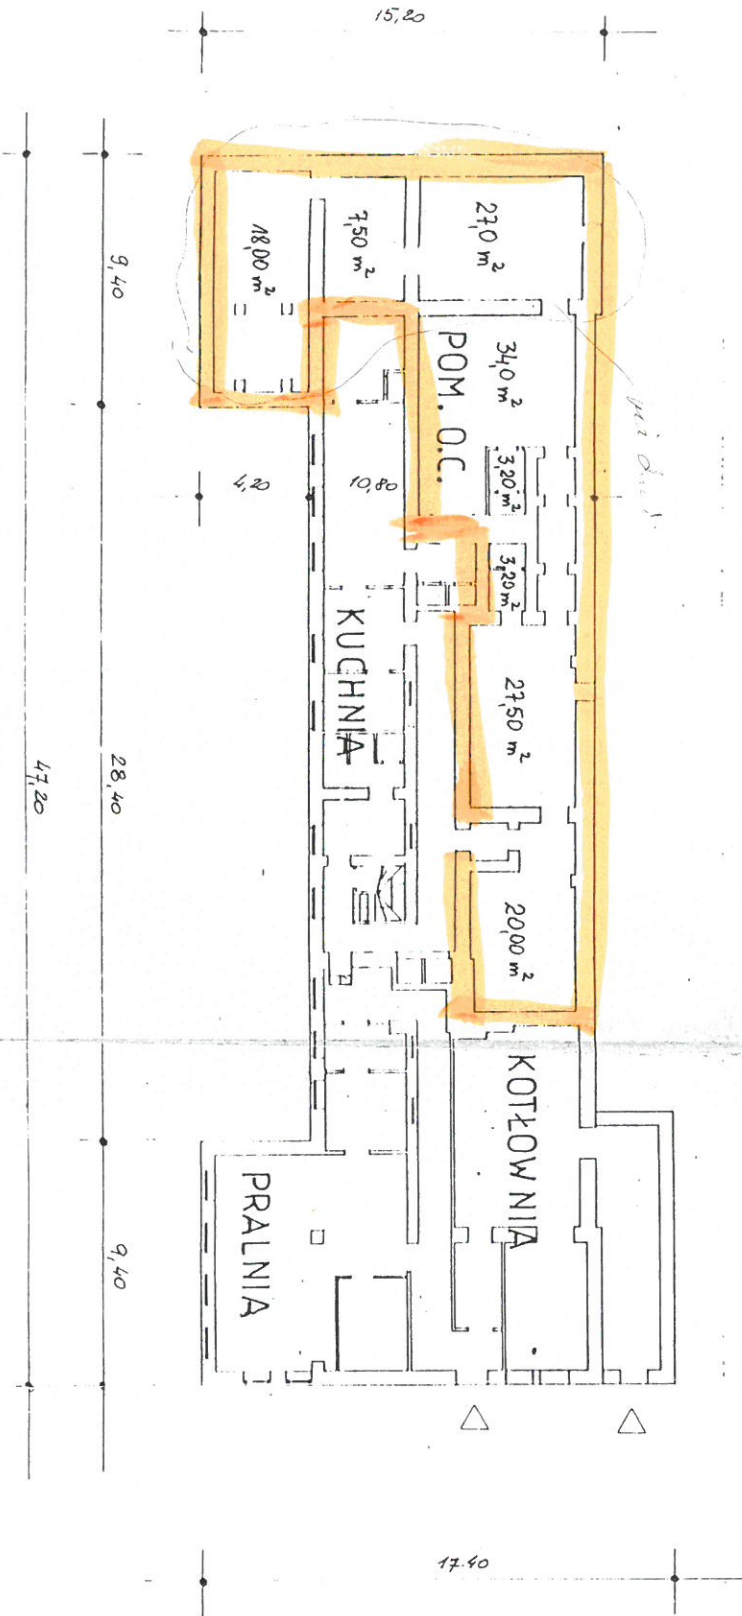 15,20
9,40
28,40
9,40
47,20
18,00 m²
7,50 m²
27,0 m²
34,0 m²
POM. O.C.
3,20 m²
3,20 m²
4,20
10,80
KUCHNIA
27,50 m²
20,00 m²
KOTŁOWNIA
PRALNIA
17.40